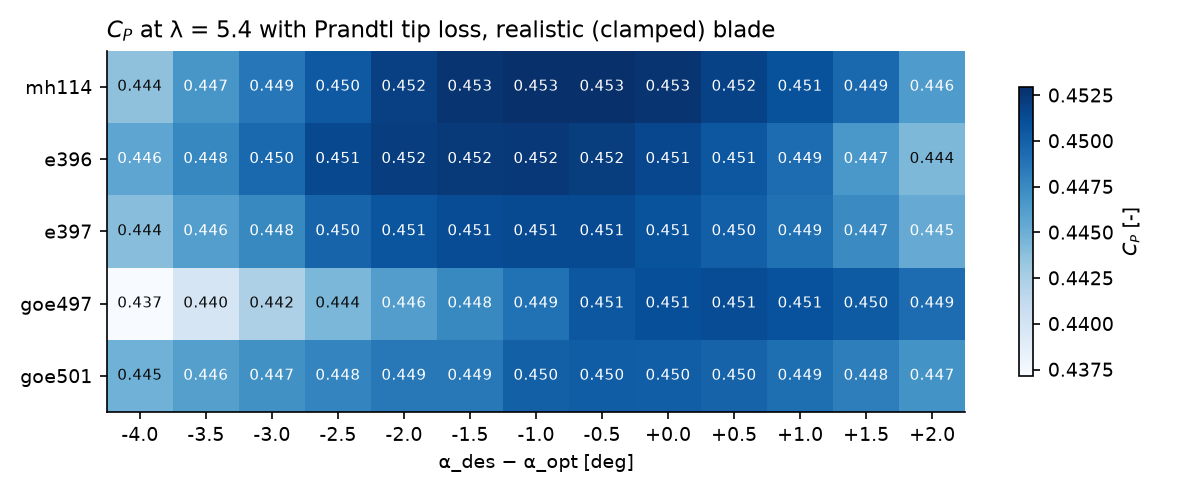 C_P at λ = 5.4 with Prandtl tip loss, realistic (clamped) blade
mh114 0.444 0.447 0.449 0.450 0.452 0.453 0.453 0.453 0.453 0.452 0.451 0.449 0.446
e396 0.446 0.448 0.450 0.451 0.452 0.452 0.452 0.452 0.451 0.451 0.449 0.447 0.444
e397 0.444 0.446 0.448 0.450 0.451 0.451 0.451 0.451 0.451 0.450 0.449 0.447 0.445
goe497 0.437 0.440 0.442 0.444 0.446 0.448 0.449 0.451 0.451 0.451 0.451 0.450 0.449
goe501 0.445 0.446 0.447 0.448 0.449 0.449 0.450 0.450 0.450 0.450 0.449 0.448 0.447
-4.0 -3.5 -3.0 -2.5 -2.0 -1.5 -1.0 -0.5 +0.0 +0.5 +1.0 +1.5 +2.0
α_des − α_opt [deg]
0.4525
0.4500
0.4475
0.4450
0.4425
0.4400
0.4375
C_P [-]